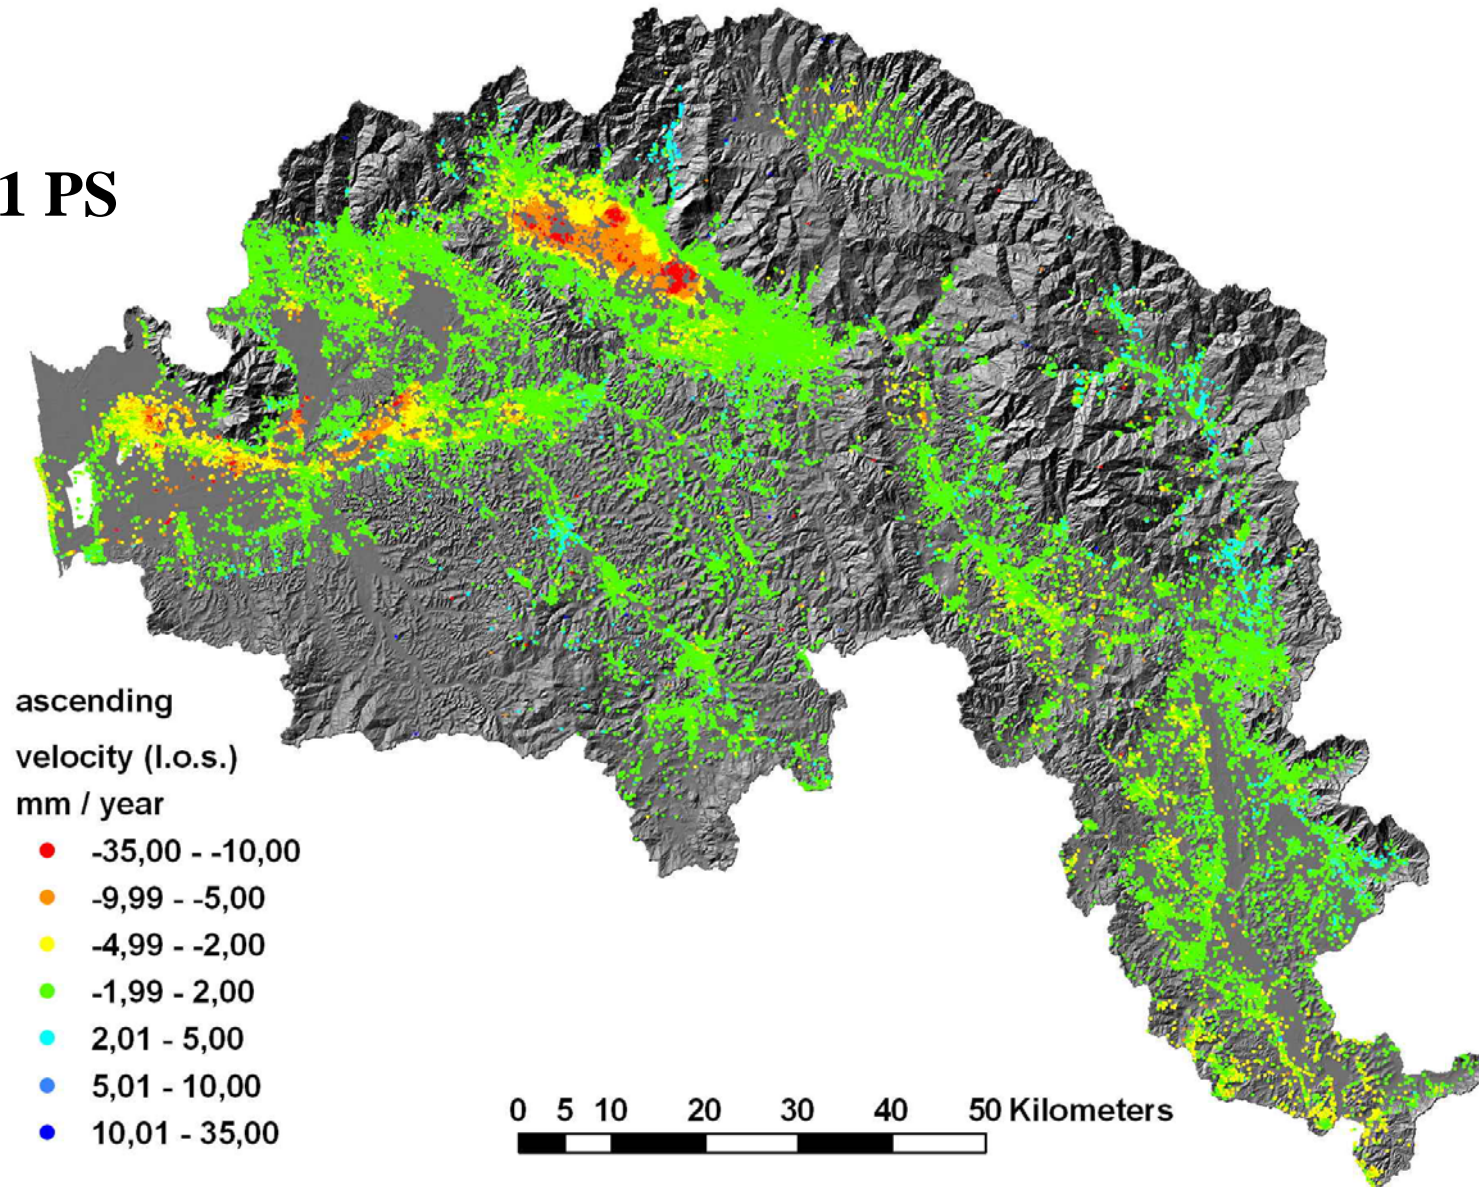 1 PS
ascending
velocity (l.o.s.)
mm / year
-35,00 - -10,00
-9,99 - -5,00
-4,99 - -2,00
-1,99 - 2,00
2,01 - 5,00
5,01 - 10,00
10,01 - 35,00
0 5 10 20 30 40 50 Kilometers